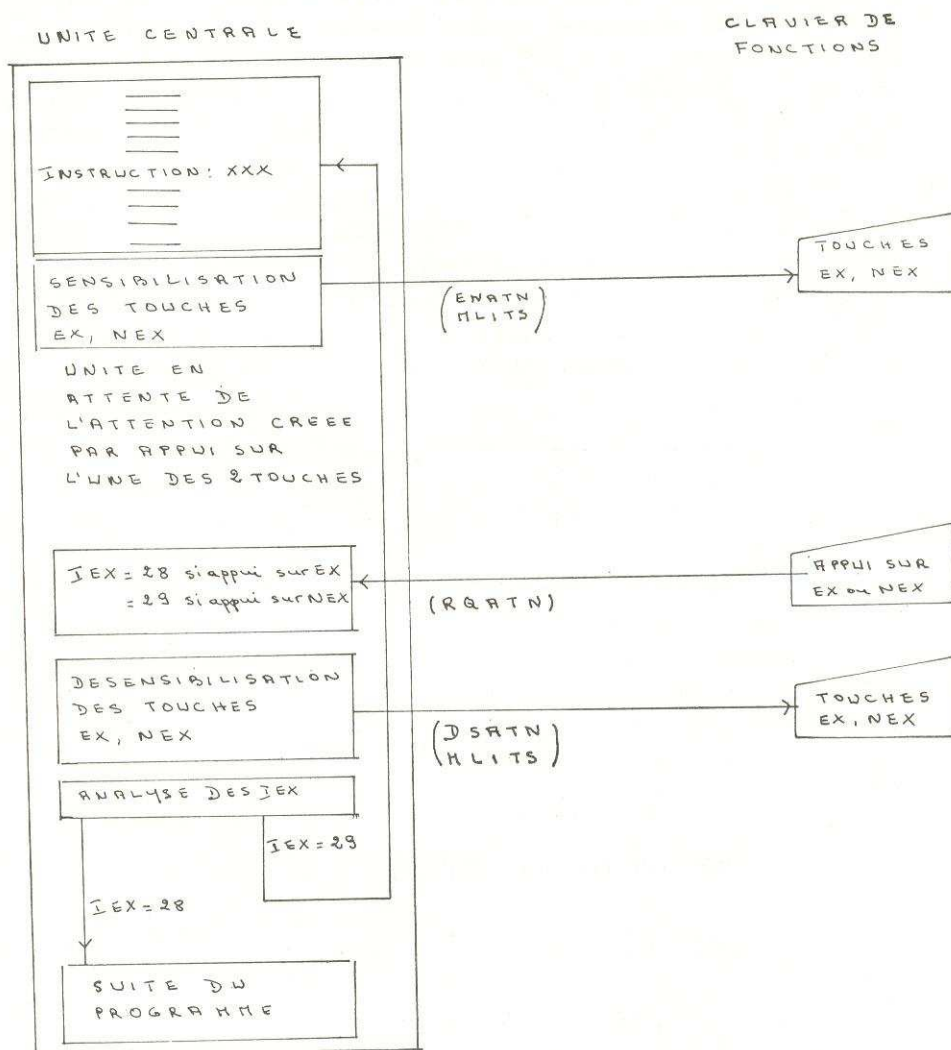 UNITE CENTRALE
CLAVIER DE
FONCTIONS
INSTRUCTION: XXX
SENSIBILISATION
DES TOUCHES
EX, NEX
(ENATN
MLITS)
TOUCHES
EX, NEX
UNITE EN
ATTENTE DE
L'ATTENTION CREEE
PAR APPUI SUR
L'UNE DES 2 TOUCHES
IEX = 28 si appui sur EX
= 29 si appui sur NEX
(RQATN)
APPUI SUR
EX ou NEX
DESENSIBILISATION
DES TOUCHES
EX, NEX
(DSATN
MLITS)
TOUCHES
EX, NEX
ANALYSE DES IEX
IEX = 29
IEX = 28
SUITE DU
PROGRAMME